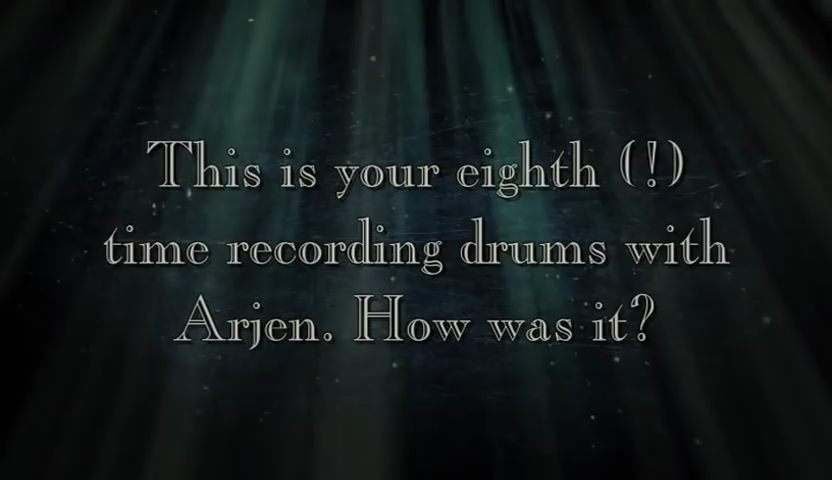 This is your eighth (!)
time recording drums with
Arjen. How was it?